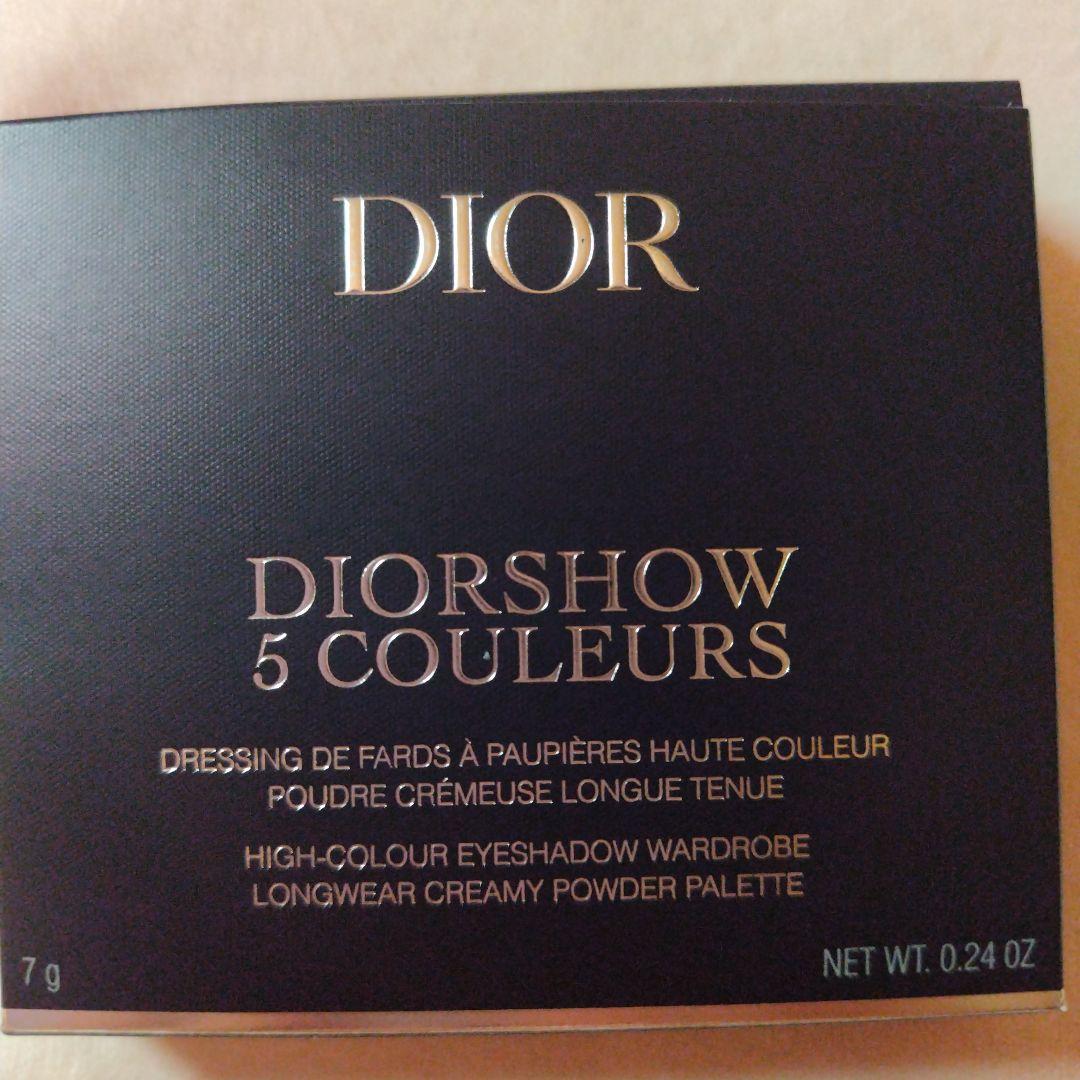 DIOR
DIORSHOW
5 COULEURS
DRESSING DE FARDS À PAUPIÈRES HAUTE COULEUR
POUDRE CRÉMEUSE LONGUE TENUE
HIGH-COLOUR EYESHADOW WARDROBE
LONGWEAR CREAMY POWDER PALETTE
7 g
NET WT. 0.24 OZ